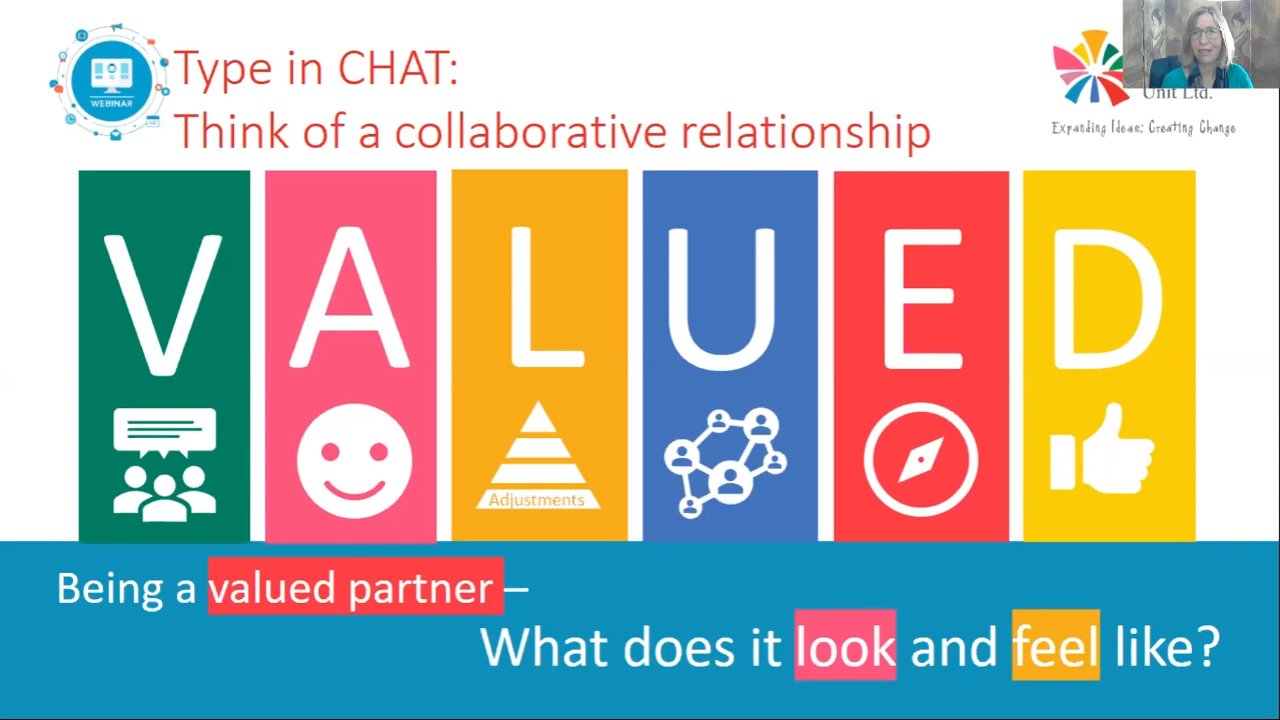 WEBINAR
Type in CHAT:
Think of a collaborative relationship
Unit Ltd.
Expanding Ideas; Creating Change
V A L U E D
Adjustments
Being a valued partner –
What does it look and feel like?